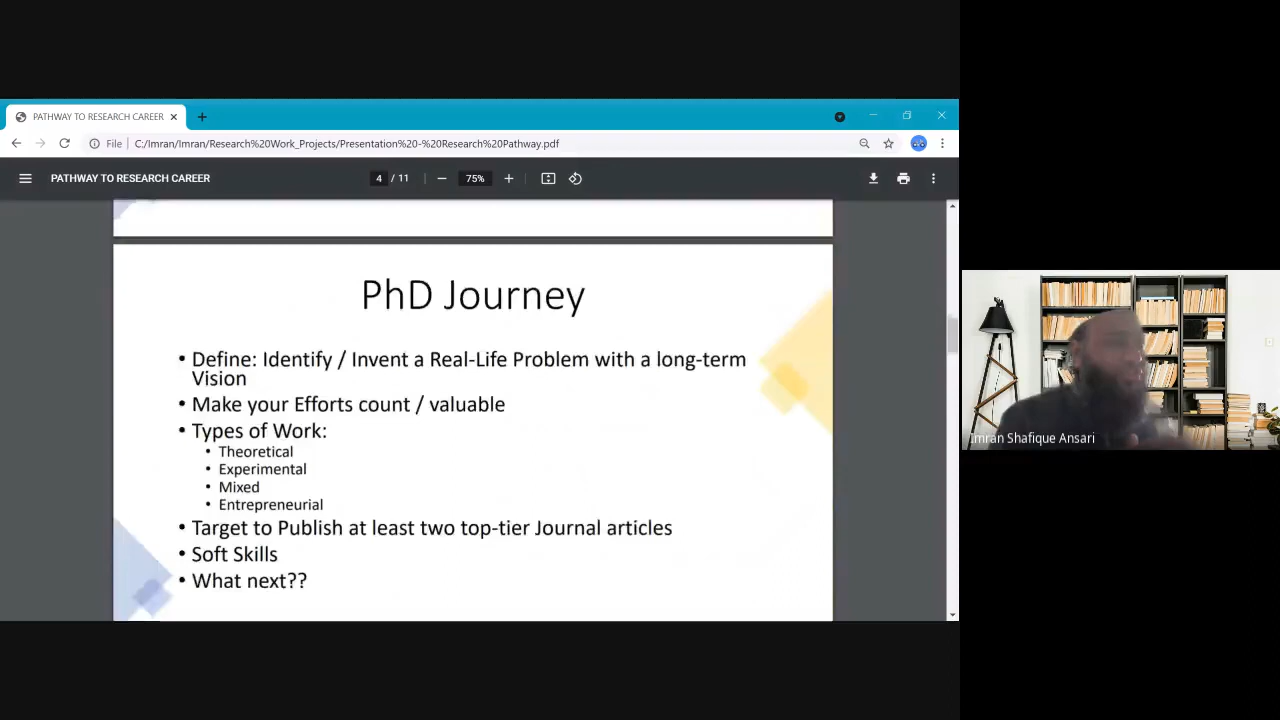 PATHWAY TO RESEARCH CAREER
File
C:/Imran/Imran/Research%20Work_Projects/Presentation%20-%20Research%20Pathway.pdf
PATHWAY TO RESEARCH CAREER
4 / 11
75%
PhD Journey
• Define: Identify / Invent a Real-Life Problem with a long-term
Vision
• Make your Efforts count / valuable
• Types of Work:
• Theoretical
• Experimental
• Mixed
• Entrepreneurial
• Target to Publish at least two top-tier Journal articles
• Soft Skills
• What next??
Imran Shafique Ansari